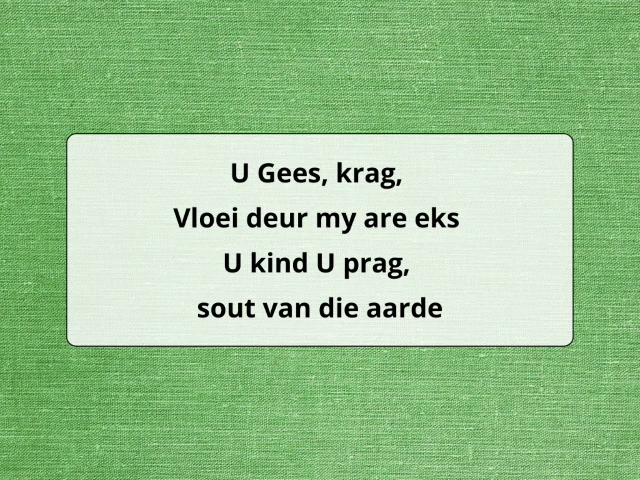 U Gees, krag,
Vloei deur my are eks
U kind U prag,
sout van die aarde